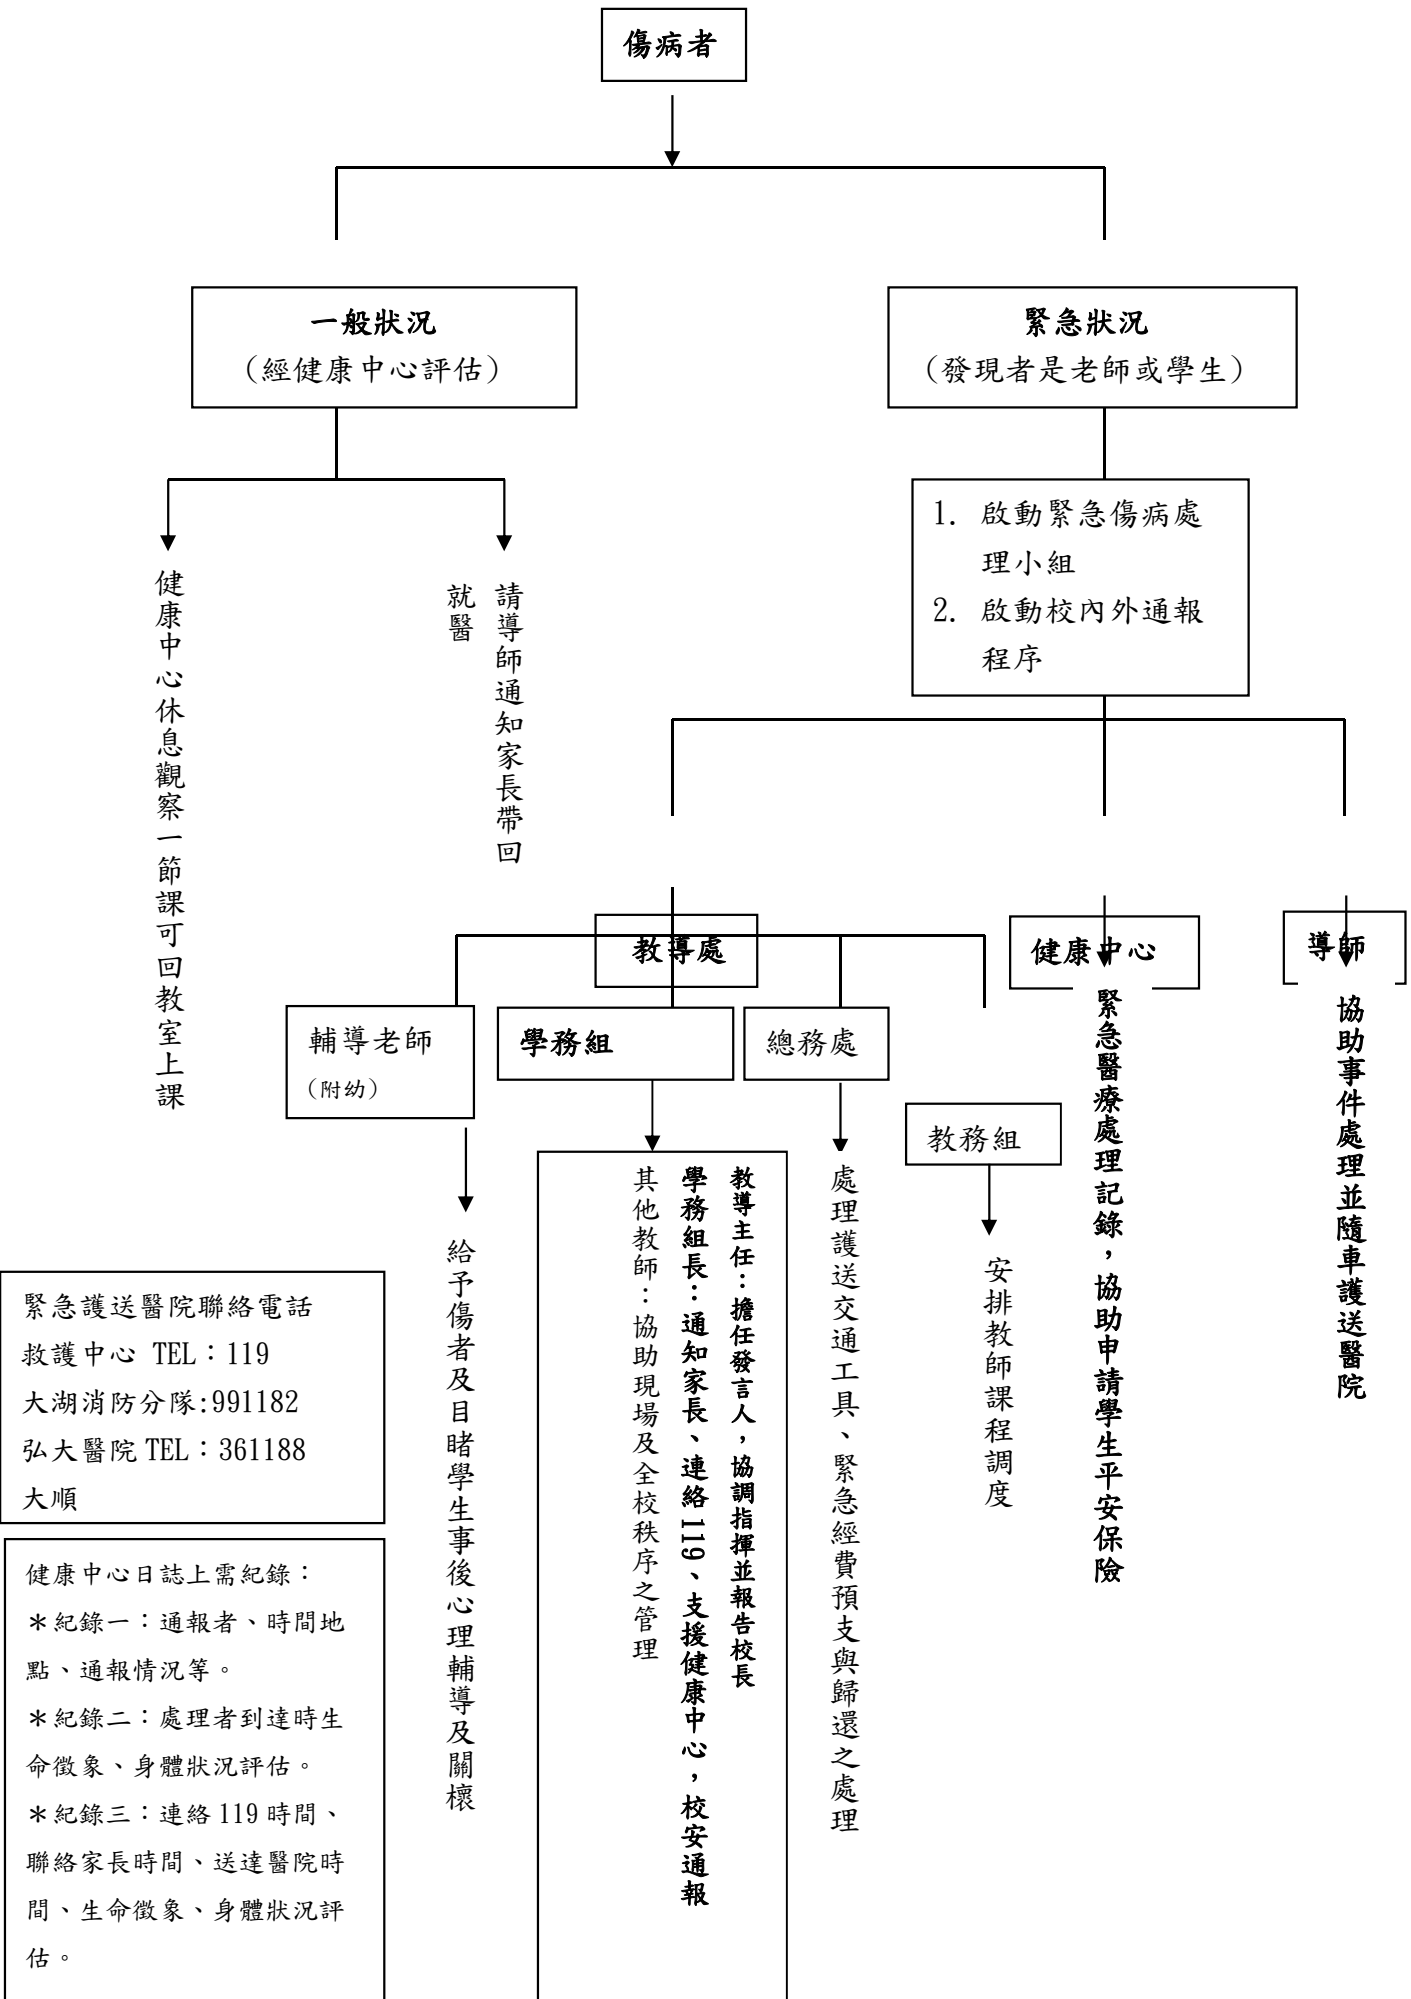 傷病者
一般狀況
(經健康中心評估)
緊急狀況
(發現者是老師或學生)
1. 啟動緊急傷病處
理小組
2. 啟動校內外通報
程序
健康中心休息觀察一節課可回教室上課
請導師通知家長帶回
就醫
教導處
健康中心
導師
輔導老師
(附幼)
學務組
總務處
教務組
緊急醫療處理記錄，協助申請學生平安保險
協助事件處理並隨車護送醫院
給予傷者及目睹學生事後心理輔導及關懷
教導主任：擔任發言人，協調指揮並報告校長
學務組長：通知家長、連絡119、支援健康中心，校安通報
其他教師：協助現場及全校秩序之管理
處理護送交通工具、緊急經費預支與歸還之處理
安排教師課程調度
緊急護送醫院聯絡電話
救護中心 TEL：119
大湖消防分隊:991182
弘大醫院 TEL：361188
大順
健康中心日誌上需紀錄：
＊紀錄一：通報者、時間地
點、通報情況等。
＊紀錄二：處理者到達時生
命徵象、身體狀況評估。
＊紀錄三：連絡 119 時間、
聯絡家長時間、送達醫院時
間、生命徵象、身體狀況評
估。